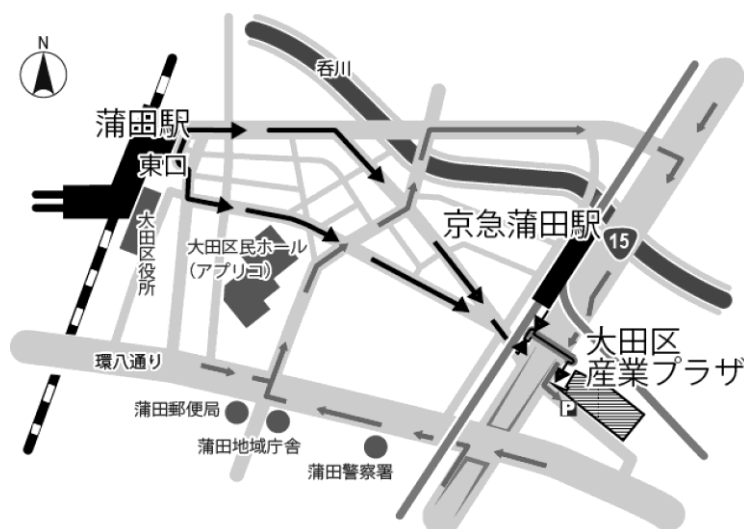 N
呑川
蒲田駅
東口
京急蒲田駅
15
大田区役所
大田区民ホール
（アプリコ）
大田区
産業プラザ
環八通り
P
蒲田郵便局
蒲田地域庁舎
蒲田警察署